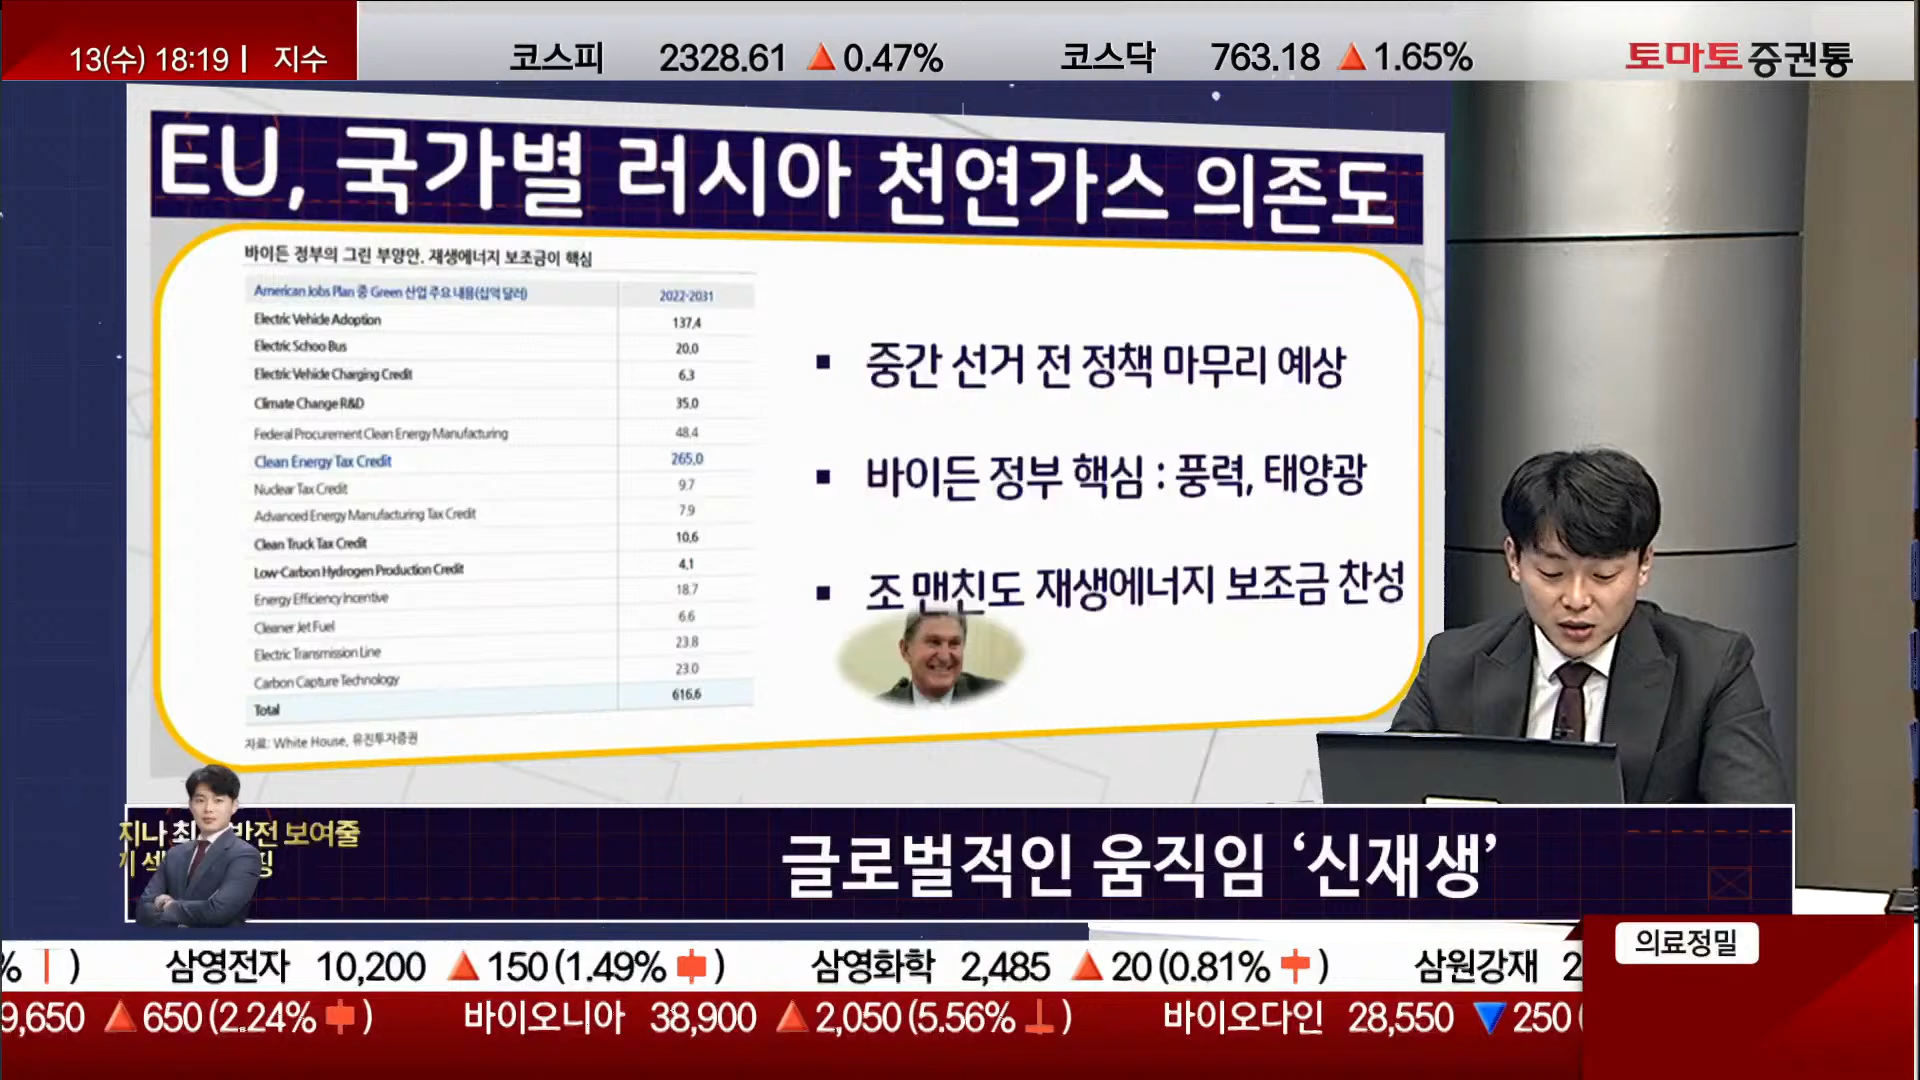 13(수) 18:19 | 지수 코스피 2328.61 ▲0.47% 코스닥 763.18 ▲1.65% 토마토증권통
EU, 국가별 러시아 천연가스 의존도
바이든 정부의 그린 부양안. 재생에너지 보조금이 핵심
American Jobs Plan 중 Green 산업 주요 내용(십억 달러) 2022-2031
Electric Vehicle Adoption 137.4
Electric Schoo Bus 20.0
Electric Vehicle Charging Credit 6.3
Climate Change R&D 35.0
Federal Procurement Clean Energy Manufacturing 48.4
Clean Energy Tax Credit 265.0
Nuclear Tax Credit 9.7
Advanced Energy Manufacturing Tax Credit 7.9
Clean Truck Tax Credit 10.6
Low-Carbon Hydrogen Production Credit 4.1
Energy Efficiency Incentive 18.7
Cleaner Jet Fuel 6.6
Electric Transmission Line 23.8
Carbon Capture Technology 23.0
Total 616.6
자료: White House, 유진투자증권
▪ 중간 선거 전 정책 마무리 예상
▪ 바이든 정부 핵심 : 풍력, 태양광
▪ 조 맨친도 재생에너지 보조금 찬성
지나 최 반전 보여줄
글로벌적인 움직임 ‘신재생’
의료정밀
% ) 삼영전자 10,200 ▲150 (1.49% ) 삼영화학 2,485 ▲20 (0.81% ) 삼원강재 2
9,650 ▲650 (2.24% ) 바이오니아 38,900 ▲2,050 (5.56% ) 바이오다인 28,550 ▼250 (